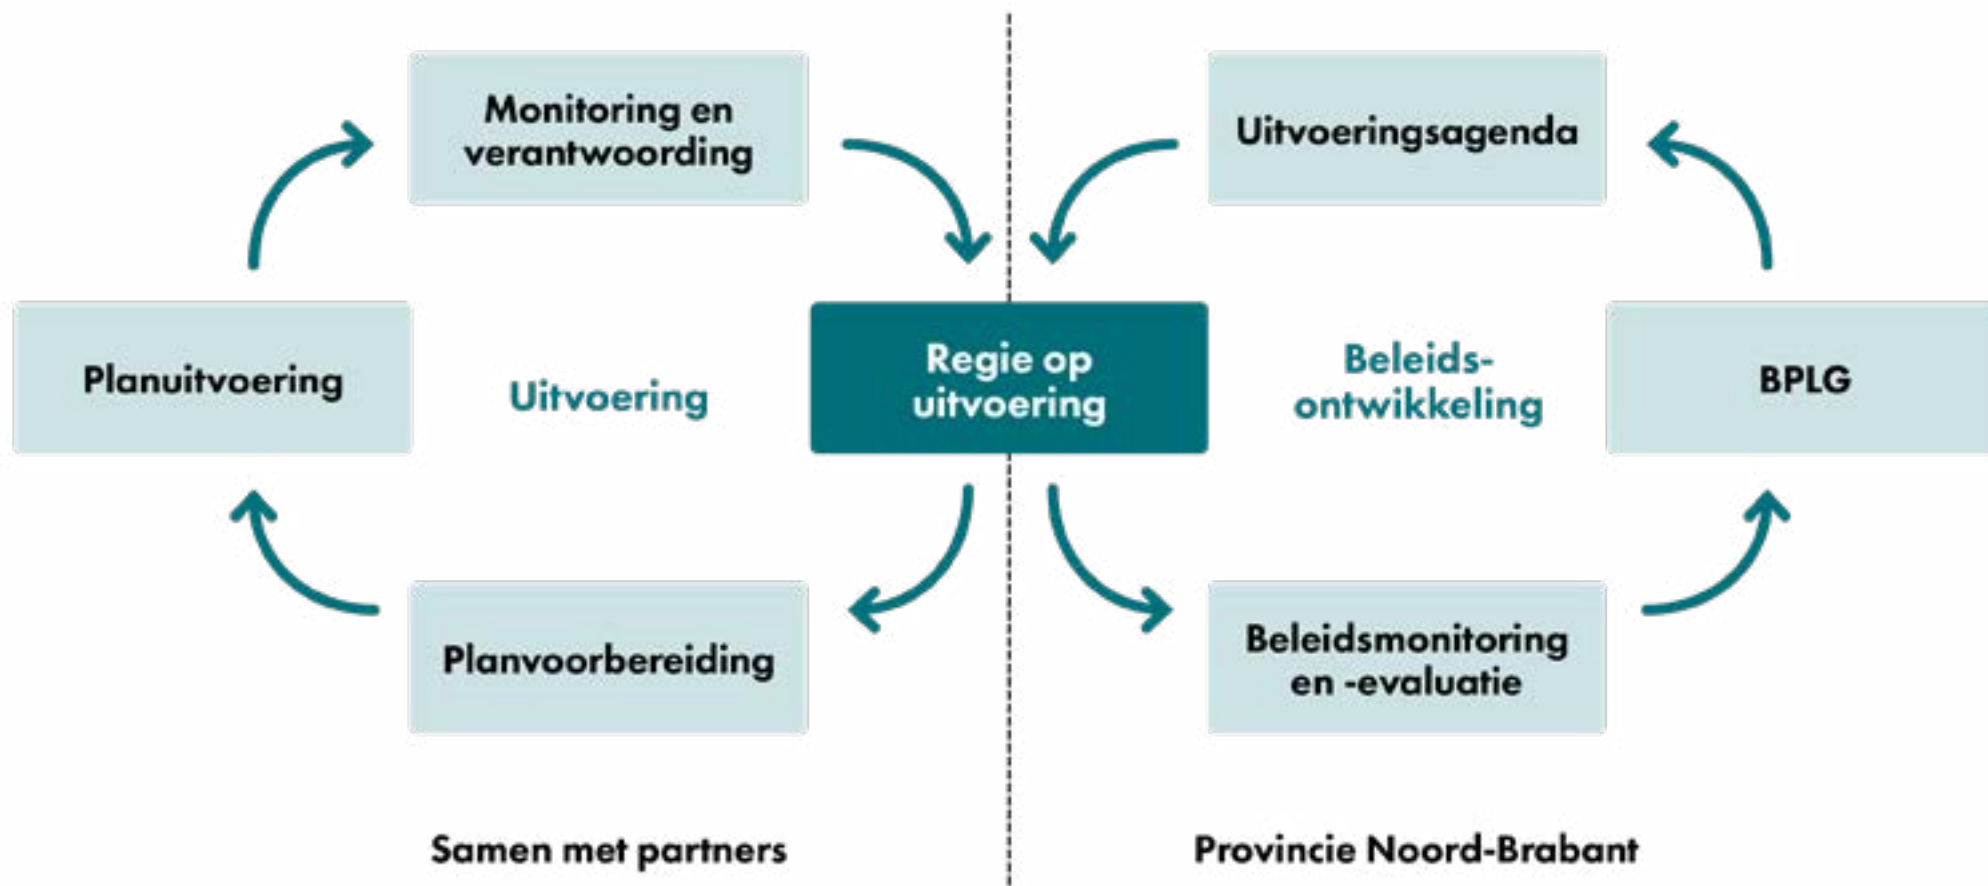 Monitoring en
verantwoording
Uitvoeringsagenda
Planuitvoering
Uitvoering
Regie op
uitvoering
Beleids-
ontwikkeling
BPLG
Planvoorbereiding
Beleidsmonitoring
en -evaluatie
Samen met partners
Provincie Noord-Brabant